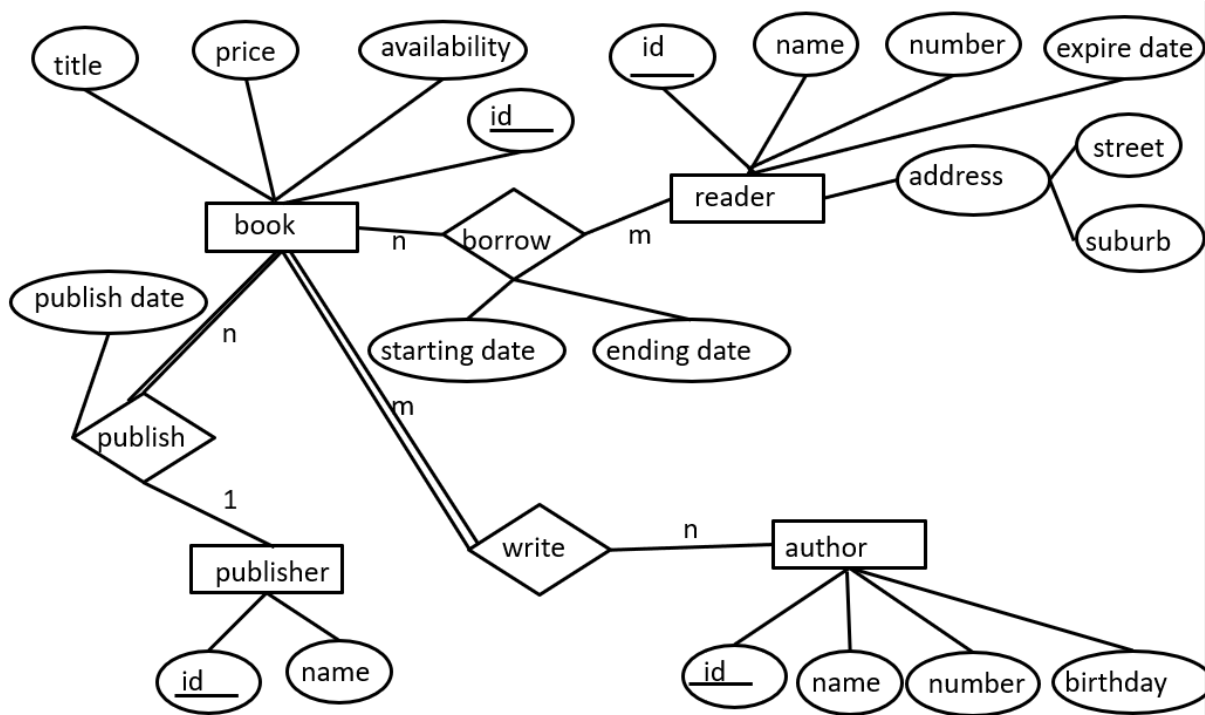 title
price
availability
id
id
name
number
expire date
address
street
suburb
book
n
borrow
m
reader
publish date
n
starting date
ending date
m
publish
1
write
n
author
publisher
id
name
id
name
number
birthday